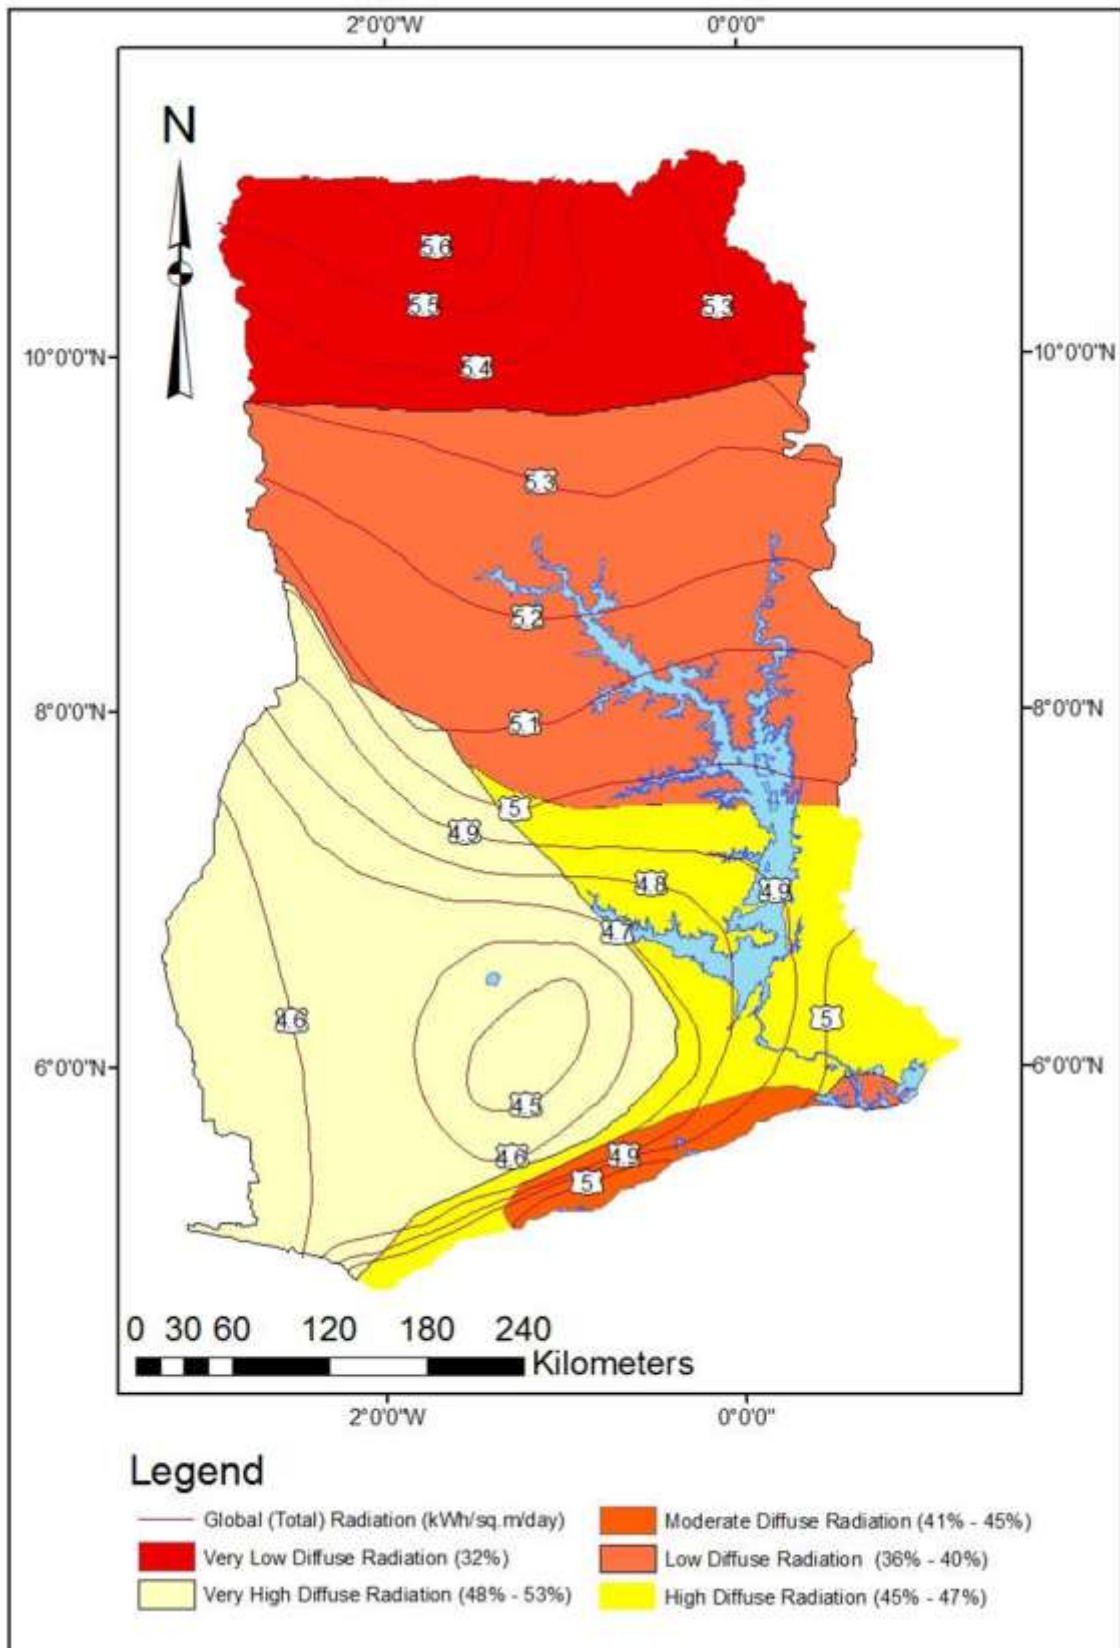 2°0'0"W 0°0'0"
N
5.6
5.5 5.3
10°0'0"N 10°0'0"N
5.4
5.3
5.2
8°0'0"N 8°0'0"N
5.1
5
4.9
4.8 4.9
4.7
4.6 5
6°0'0"N 6°0'0"N
4.5
4.6 4.9
5
0 30 60 120 180 240
Kilometers
2°0'0"W 0°0'0"
Legend
Global (Total) Radiation (kWh/sq.m/day)
Very Low Diffuse Radiation (32%)
Very High Diffuse Radiation (48% - 53%)
Moderate Diffuse Radiation (41% - 45%)
Low Diffuse Radiation (36% - 40%)
High Diffuse Radiation (45% - 47%)